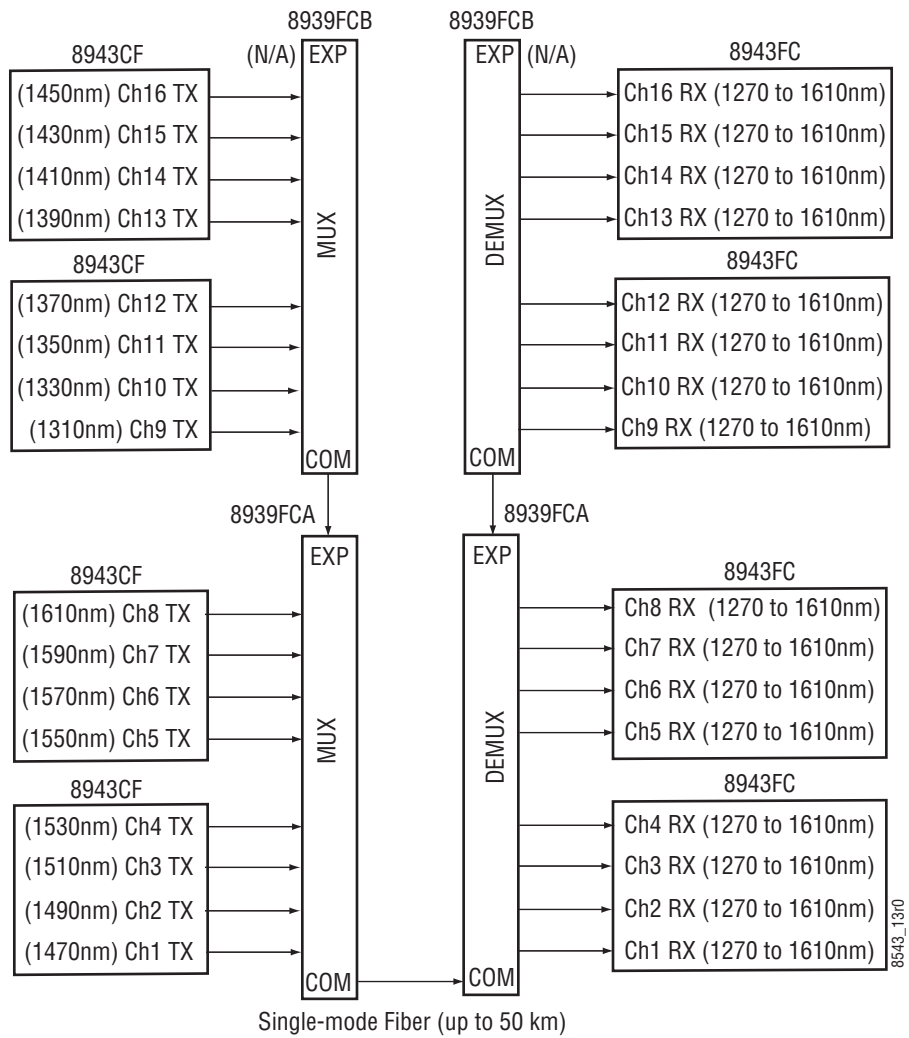 8939FCB
8939FCB
8943CF
(N/A) EXP
EXP (N/A)
8943FC
(1450nm) Ch16 TX
(1430nm) Ch15 TX
(1410nm) Ch14 TX
(1390nm) Ch13 TX
MUX
DEMUX
Ch16 RX (1270 to 1610nm)
Ch15 RX (1270 to 1610nm)
Ch14 RX (1270 to 1610nm)
Ch13 RX (1270 to 1610nm)
8943CF
8943FC
(1370nm) Ch12 TX
(1350nm) Ch11 TX
(1330nm) Ch10 TX
(1310nm) Ch9 TX
Ch12 RX (1270 to 1610nm)
Ch11 RX (1270 to 1610nm)
Ch10 RX (1270 to 1610nm)
Ch9 RX (1270 to 1610nm)
COM
COM
8939FCA
8939FCA
EXP
EXP
8943CF
8943FC
(1610nm) Ch8 TX
(1590nm) Ch7 TX
(1570nm) Ch6 TX
(1550nm) Ch5 TX
MUX
DEMUX
Ch8 RX (1270 to 1610nm)
Ch7 RX (1270 to 1610nm)
Ch6 RX (1270 to 1610nm)
Ch5 RX (1270 to 1610nm)
8943CF
8943FC
(1530nm) Ch4 TX
(1510nm) Ch3 TX
(1490nm) Ch2 TX
(1470nm) Ch1 TX
Ch4 RX (1270 to 1610nm)
Ch3 RX (1270 to 1610nm)
Ch2 RX (1270 to 1610nm)
Ch1 RX (1270 to 1610nm)
COM
COM
8543_13r0
Single-mode Fiber (up to 50 km)